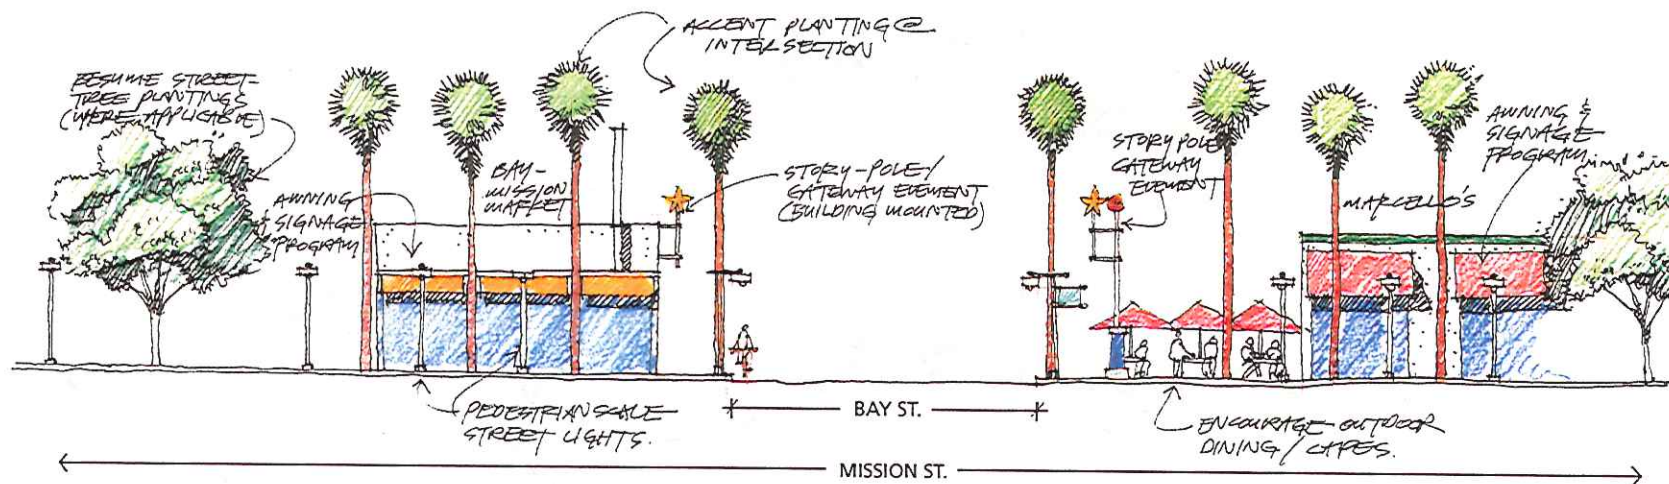 ACCENT PLANTING @
INTERSECTION
RESUME STREET-
TREE PLANTINGS
(WHERE APPLICABLE)
AWNING
& SIGNAGE
PROGRAM
BAY-
MISSION
MARKET
STORY-POLE/
GATEWAY ELEMENT
(BUILDING MOUNTED)
STORY POLE
GATEWAY
ELEMENT
MARCELLO'S
AWNING &
SIGNAGE
PROGRAM
PEDESTRIAN SCALE
STREET LIGHTS.
BAY ST.
ENCOURAGE OUTDOOR
DINING / CAFES.
MISSION ST.